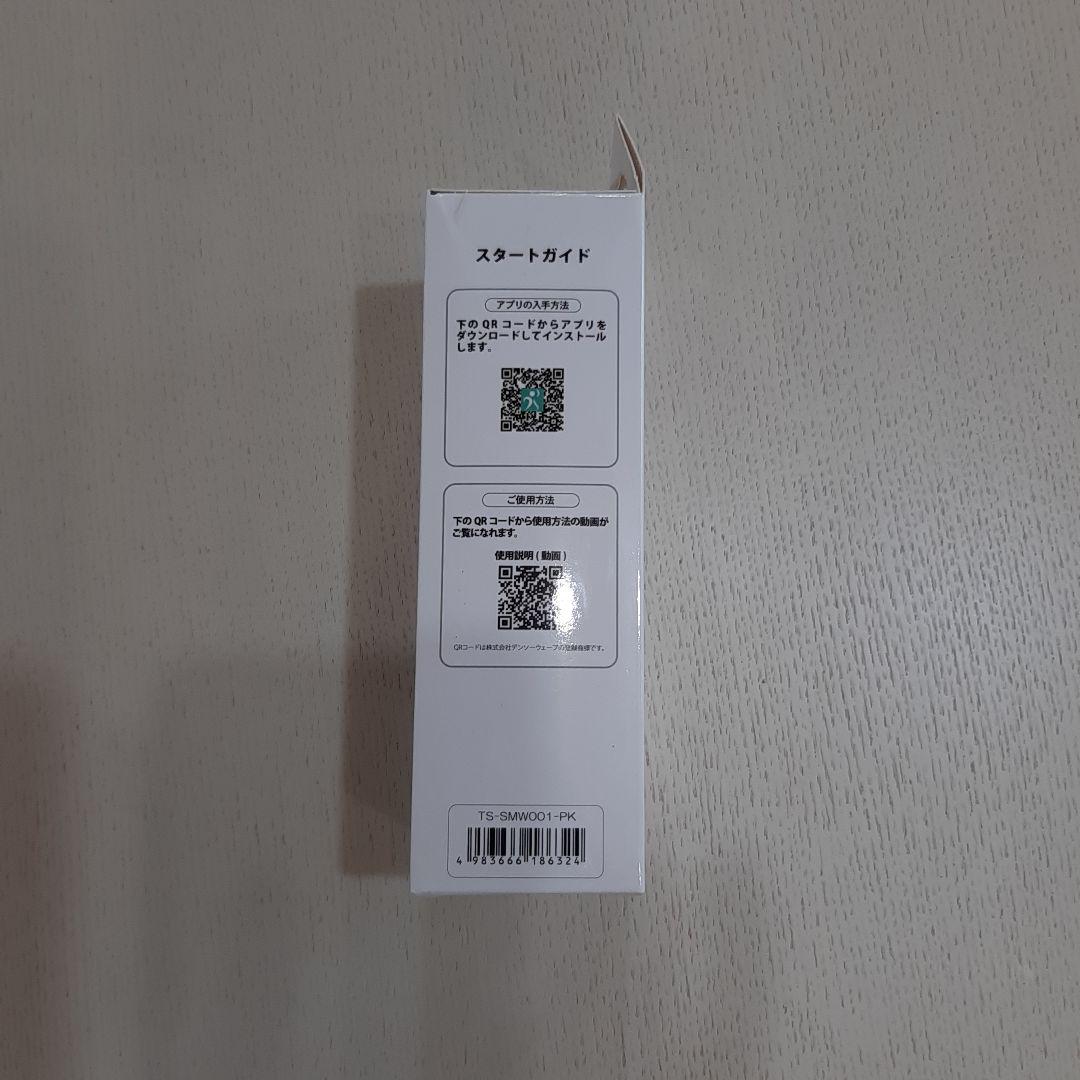 スタートガイド
アプリの入手方法
下のQRコードからアプリを
ダウンロードしてインストール
します。
ご使用方法
下のQRコードから使用方法の動画が
ご覧になれます。
使用説明(動画)
QRコードは株式会社デンソーウェーブの登録商標です。
TS-SMW001-PK
4 983666 186324